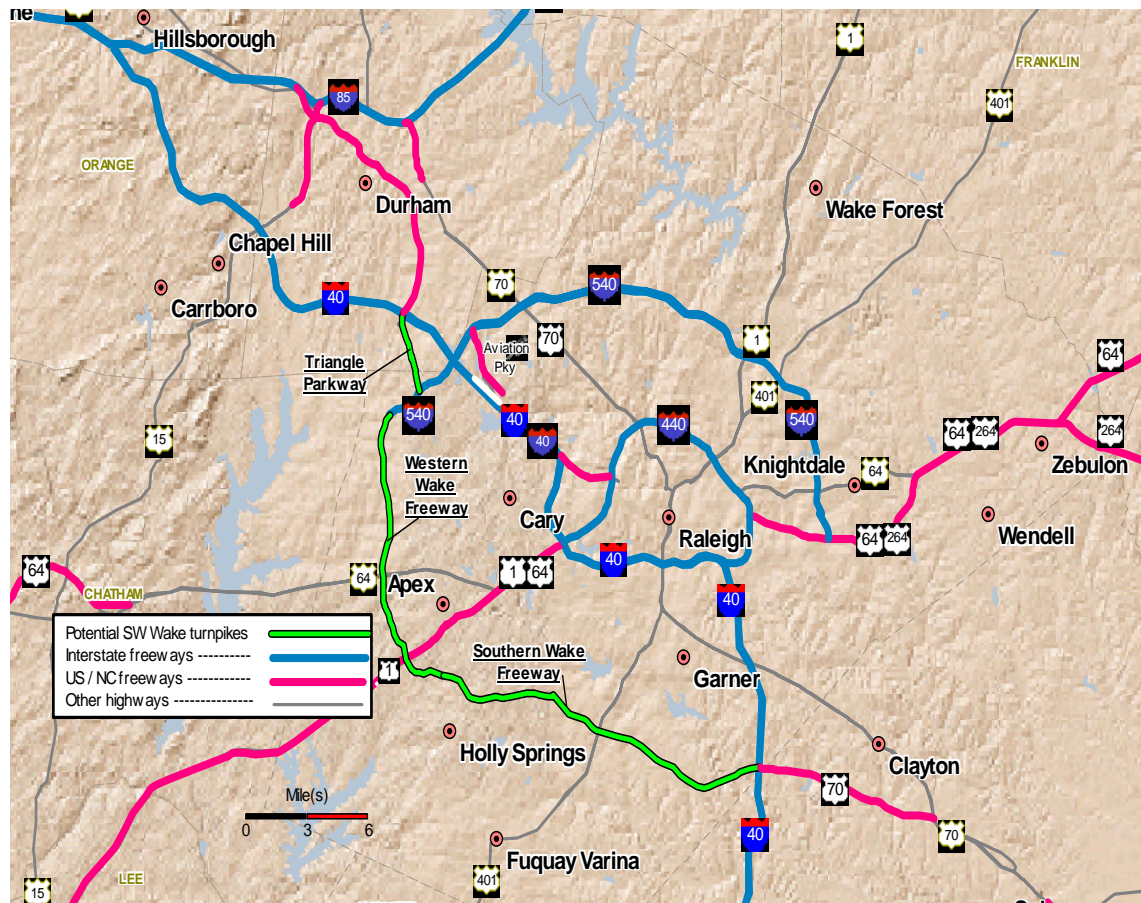 ne
Hillsborough
1
FRANKLIN
401
85
ORANGE
Durham
Wake Forest
Chapel Hill
Carrboro
40
70
540
Triangle
Parkway
Aviation
Pky
70
1
64
540
40
40
440
401
540
64
264
264
15
Western
Wake
Freeway
Knightdale
64
Zebulon
Cary
Raleigh
64
264
Wendell
64
CHATHAM
64
Apex
1
64
40
40
Potential SW Wake turnpikes
Interstate freeways ----------
US / NC freeways ------------
Other highways ---------------
1
Southern Wake
Freeway
Garner
Holly Springs
Clayton
Mile(s)
0 3 6
70
40
70
Fuquay Varina
LEE
15
401